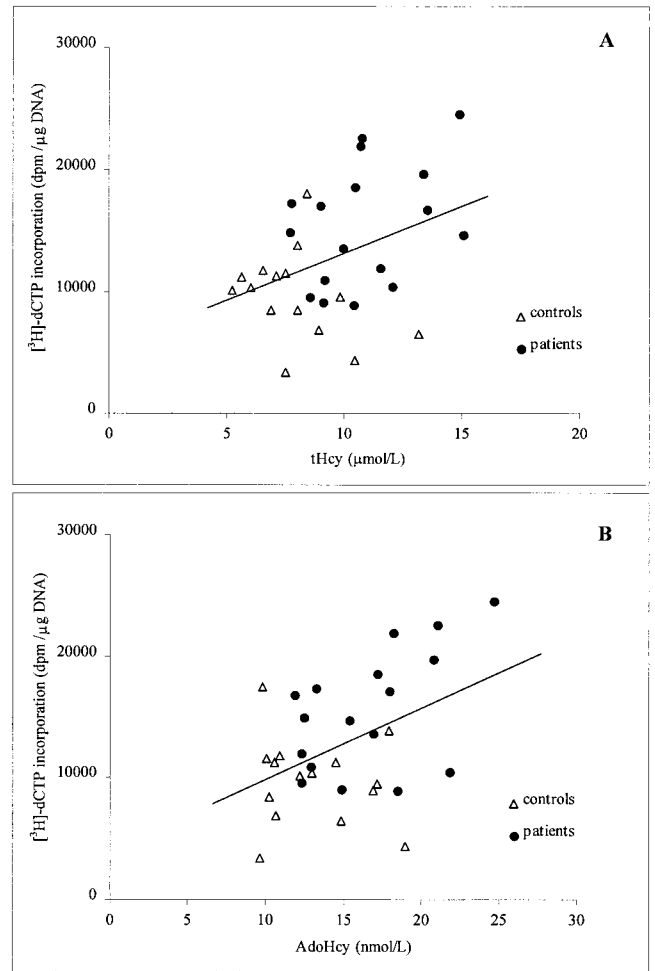 A
[³H]-dCTP incorporation (dpm /µg DNA)
30000
20000
10000
0
△ controls
● patients
0 5 10 15 20
tHcy (µmol/L)
B
[³H]-dCTP incorporation (dpm /µg DNA)
30000
20000
10000
0
△ controls
● patients
0 5 10 15 20 25 30
AdoHcy (nmol/L)